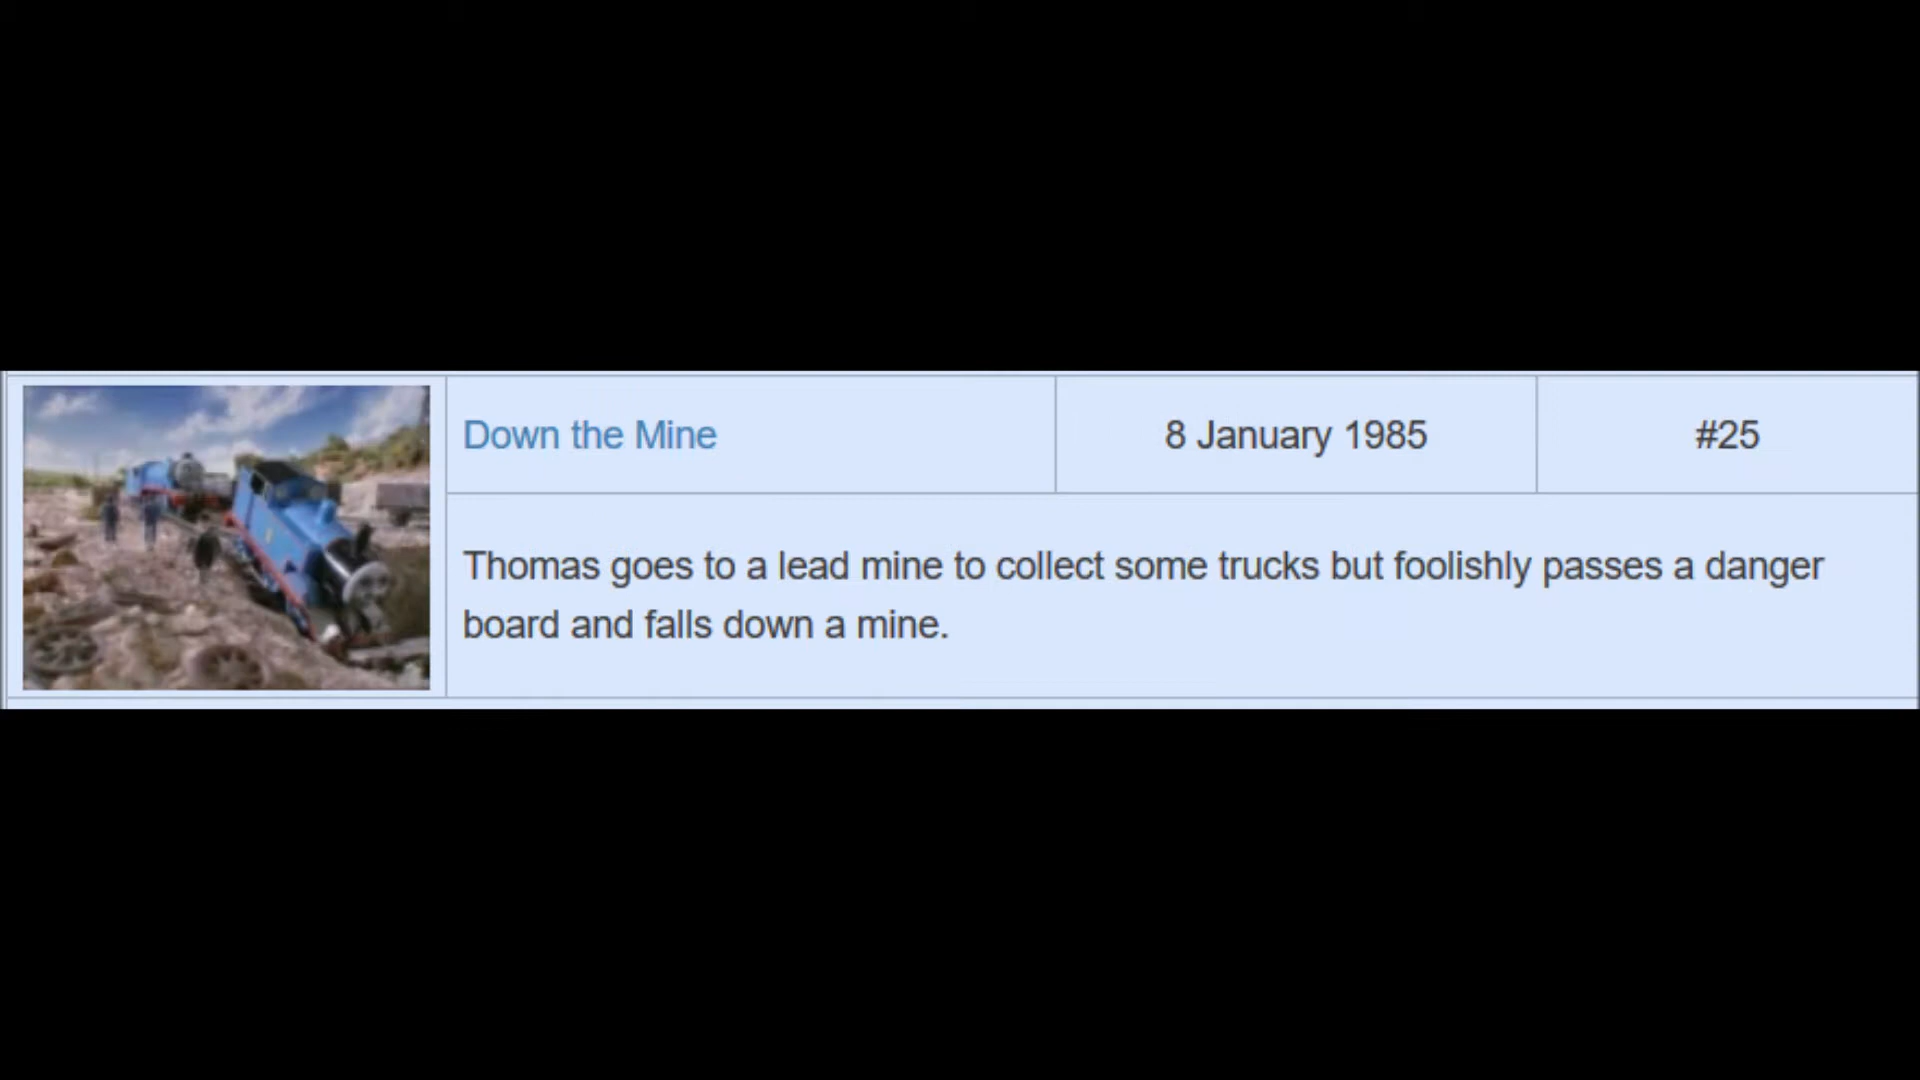 Down the Mine
8 January 1985
#25
Thomas goes to a lead mine to collect some trucks but foolishly passes a danger
board and falls down a mine.